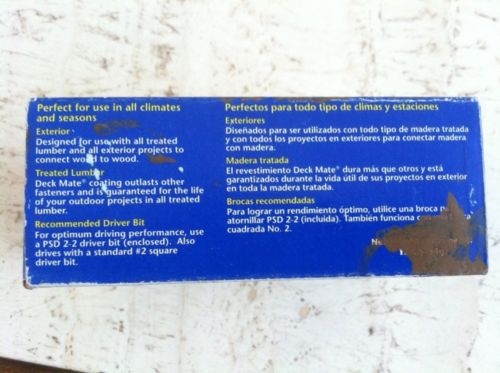 Perfect for use in all climates
and seasons
Exterior
Designed for use with all treated
lumber and all exterior projects to
connect wood to wood.
Treated Lumber
Deck Mate® coating outlasts other
fasteners and is guaranteed for the life
of your outdoor projects in all treated
lumber.
Recommended Driver Bit
For optimum driving performance, use
a PSD 2-2 driver bit (enclosed). Also
drives with a standard #2 square
driver bit.
Perfectos para todo tipo de climas y estaciones
Exteriores
Diseñados para ser utilizados con todo tipo de madera tratada
y con todos los proyectos en exteriores para conectar madera
con madera.
Madera tratada
El revestimiento Deck Mate® dura más que otros y está
garantizados durante la vida útil de sus proyectos en exterior
en toda la madera tratada.
Brocas recomendadas
Para lograr un rendimiento óptimo, utilice una broca
atornillar PSD 2-2 (incluida). También funciona
cuadrada No. 2.